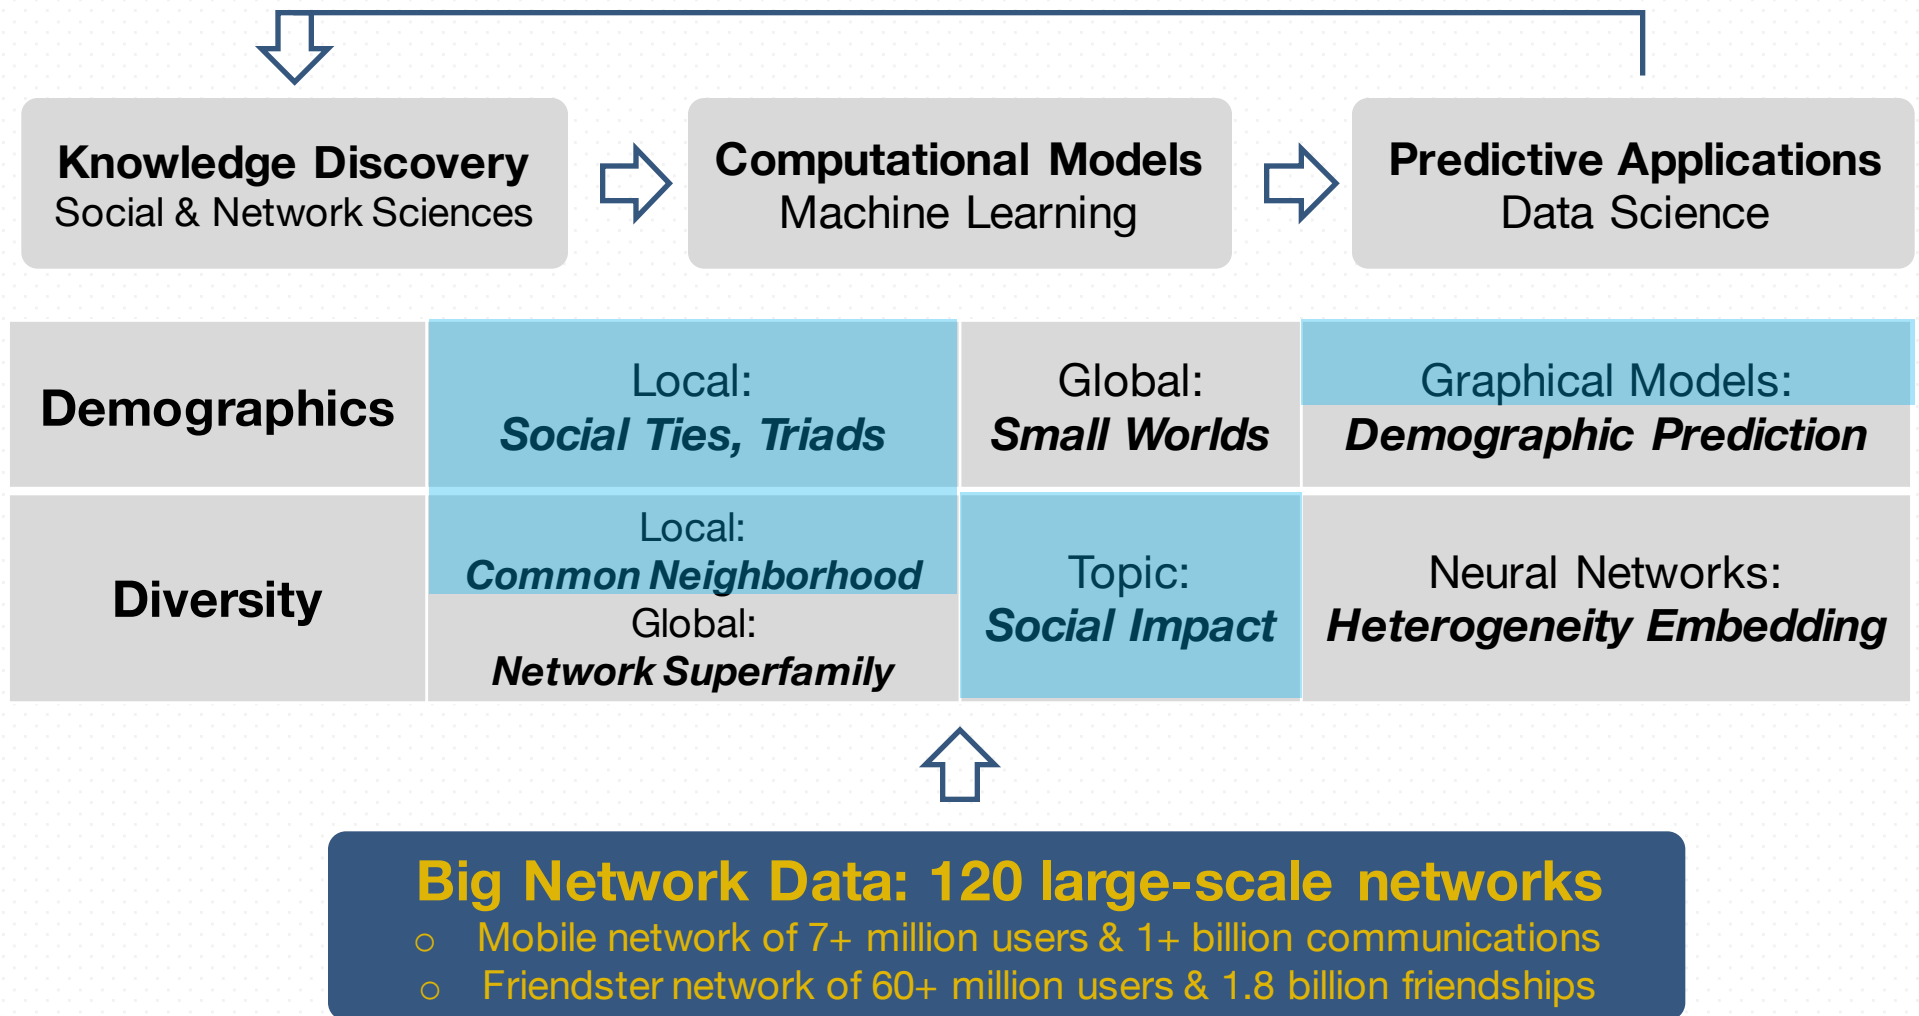 Knowledge Discovery
Social & Network Sciences
Computational Models
Machine Learning
Predictive Applications
Data Science
Demographics
Local:
Social Ties, Triads
Global:
Small Worlds
Graphical Models:
Demographic Prediction
Diversity
Local:
Common Neighborhood
Global:
Network Superfamily
Topic:
Social Impact
Neural Networks:
Heterogeneity Embedding
Big Network Data: 120 large-scale networks
○ Mobile network of 7+ million users & 1+ billion communications
○ Friendster network of 60+ million users & 1.8 billion friendships